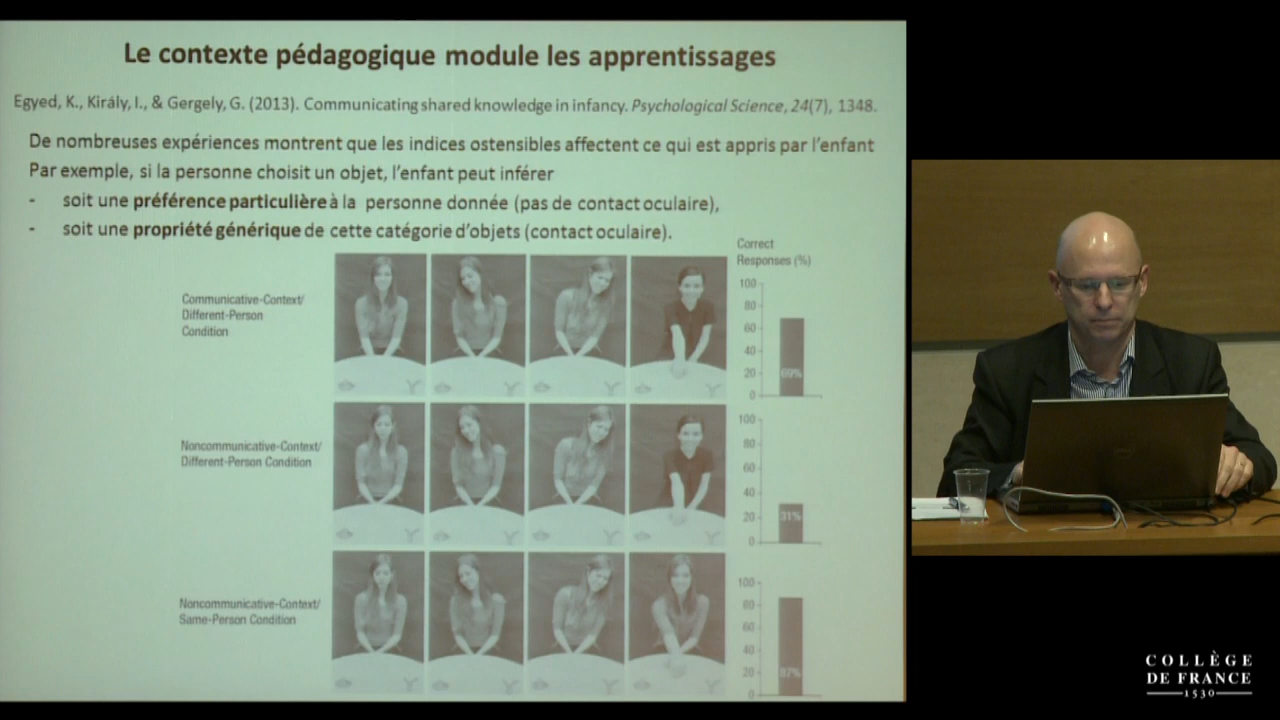 Le contexte pédagogique module les apprentissages
Egyed, K., Király, I., & Gergely, G. (2013). Communicating shared knowledge in infancy. Psychological Science, 24(7), 1348.
De nombreuses expériences montrent que les indices ostensibles affectent ce qui est appris par l'enfant
Par exemple, si la personne choisit un objet, l'enfant peut inférer
- soit une préférence particulière à la personne donnée (pas de contact oculaire),
- soit une propriété générique de cette catégorie d'objets (contact oculaire).
Correct
Responses (%)
Communicative-Context/
Different-Person
Condition
100
80
60
40
20
0
69%
Noncommunicative-Context/
Different-Person Condition
100
80
60
40
20
0
31%
Noncommunicative-Context/
Same-Person Condition
100
80
60
40
20
0
87%
COLLÈGE
DE FRANCE
1530